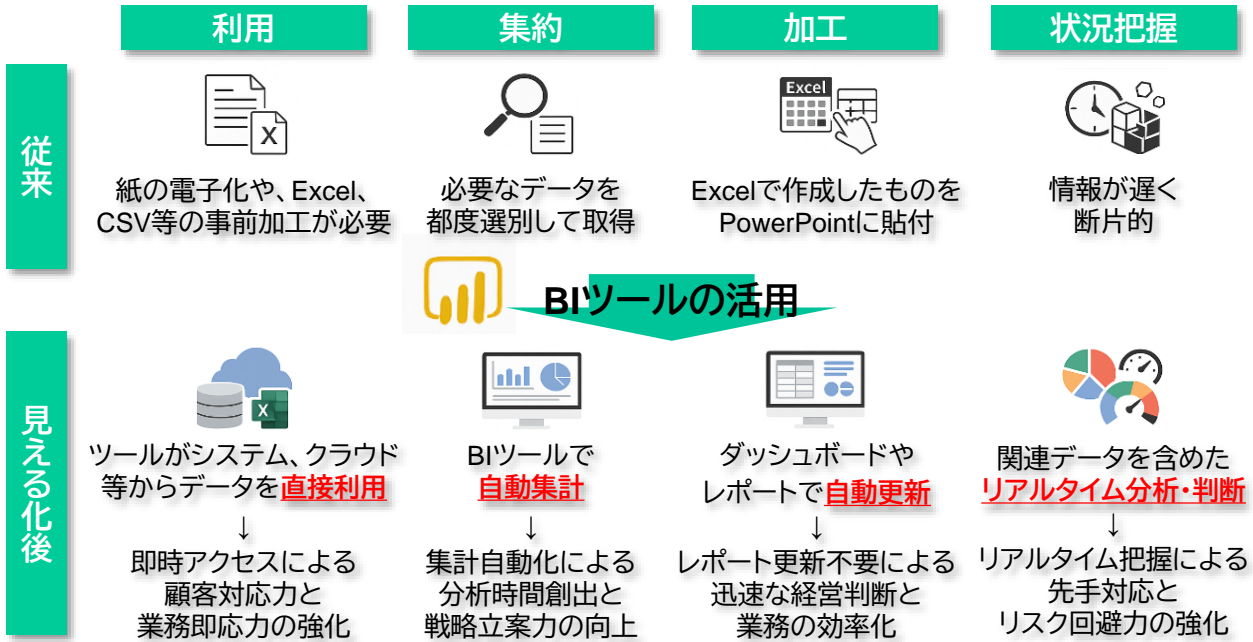 利用
集約
加工
状況把握
従来
X
Excel
紙の電子化や、Excel、
CSV等の事前加工が必要
必要なデータを
都度選別して取得
Excelで作成したものを
PowerPointに貼付
情報が遅く
断片的
BIツールの活用
見える化後
X
ツールがシステム、クラウド
等からデータを直接利用
↓
即時アクセスによる
顧客対応力と
業務即応力の強化
BIツールで
自動集計
↓
集計自動化による
分析時間創出と
戦略立案力の向上
ダッシュボードや
レポートで自動更新
↓
レポート更新不要による
迅速な経営判断と
業務の効率化
関連データを含めた
リアルタイム分析・判断
↓
リアルタイム把握による
先手対応と
リスク回避力の強化